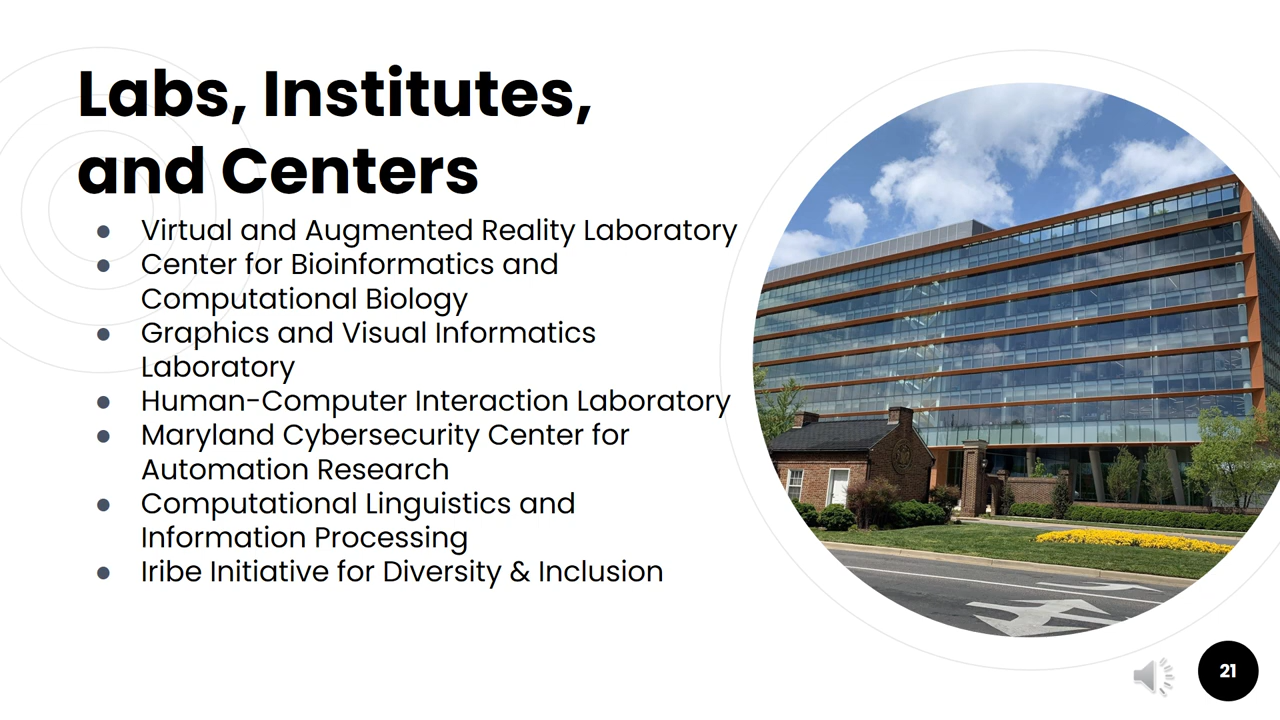 Labs, Institutes,
and Centers
● Virtual and Augmented Reality Laboratory
● Center for Bioinformatics and
Computational Biology
● Graphics and Visual Informatics
Laboratory
● Human-Computer Interaction Laboratory
● Maryland Cybersecurity Center for
Automation Research
● Computational Linguistics and
Information Processing
● Iribe Initiative for Diversity & Inclusion
21